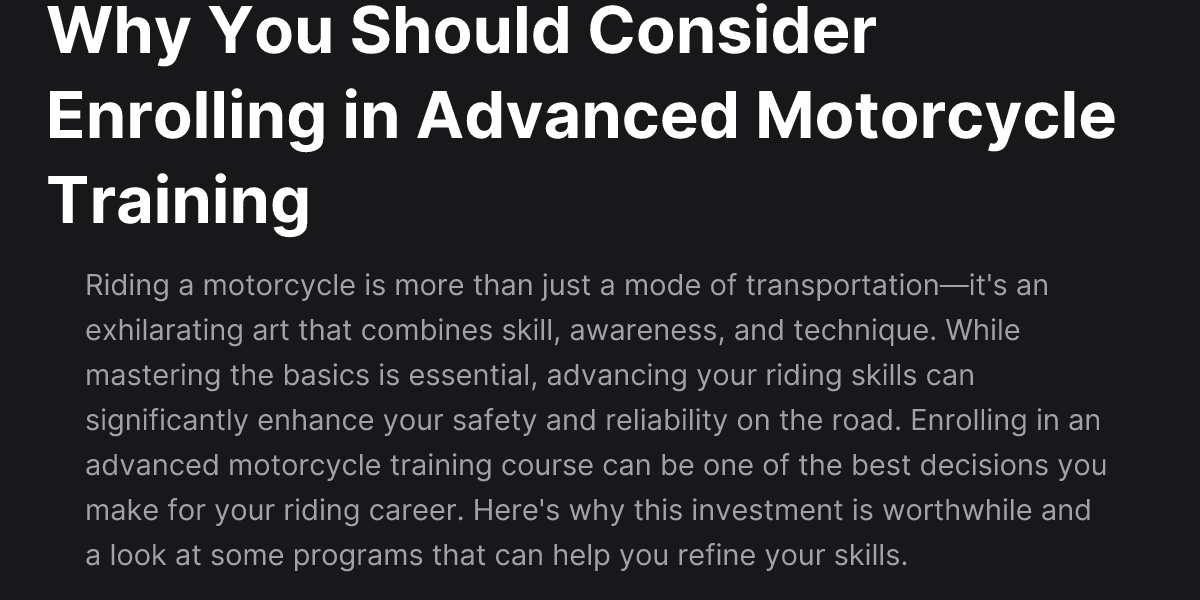 Why You Should Consider
Enrolling in Advanced Motorcycle
Training
Riding a motorcycle is more than just a mode of transportation—it's an
exhilarating art that combines skill, awareness, and technique. While
mastering the basics is essential, advancing your riding skills can
significantly enhance your safety and reliability on the road. Enrolling in an
advanced motorcycle training course can be one of the best decisions you
make for your riding career. Here's why this investment is worthwhile and
a look at some programs that can help you refine your skills.